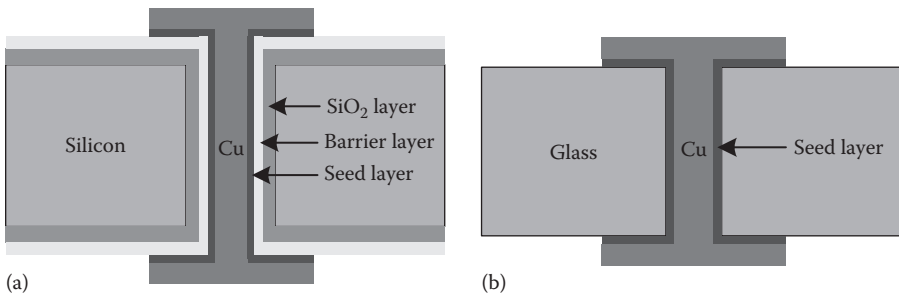 Silicon
Cu
SiO₂ layer
Barrier layer
Seed layer
(a)
Glass
Cu
Seed layer
(b)